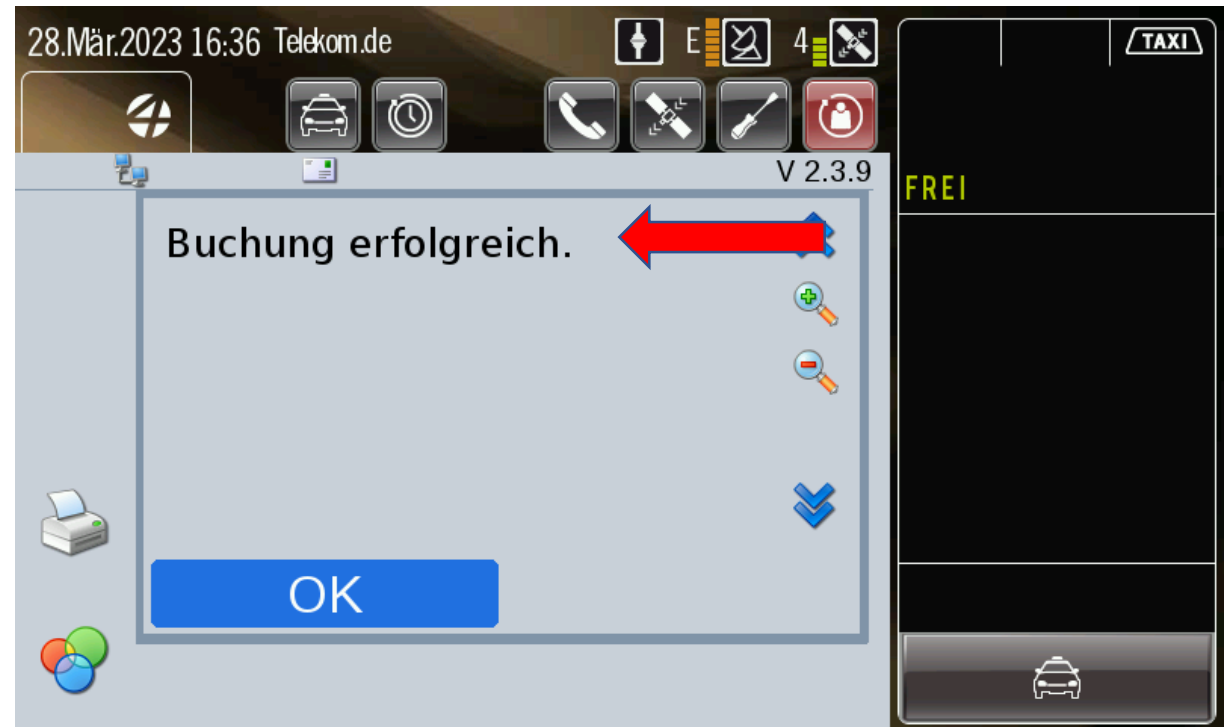 28.Mär.2023 16:36 Telekom.de
E 4
TAXI
V 2.3.9
FREI
Buchung erfolgreich.
OK